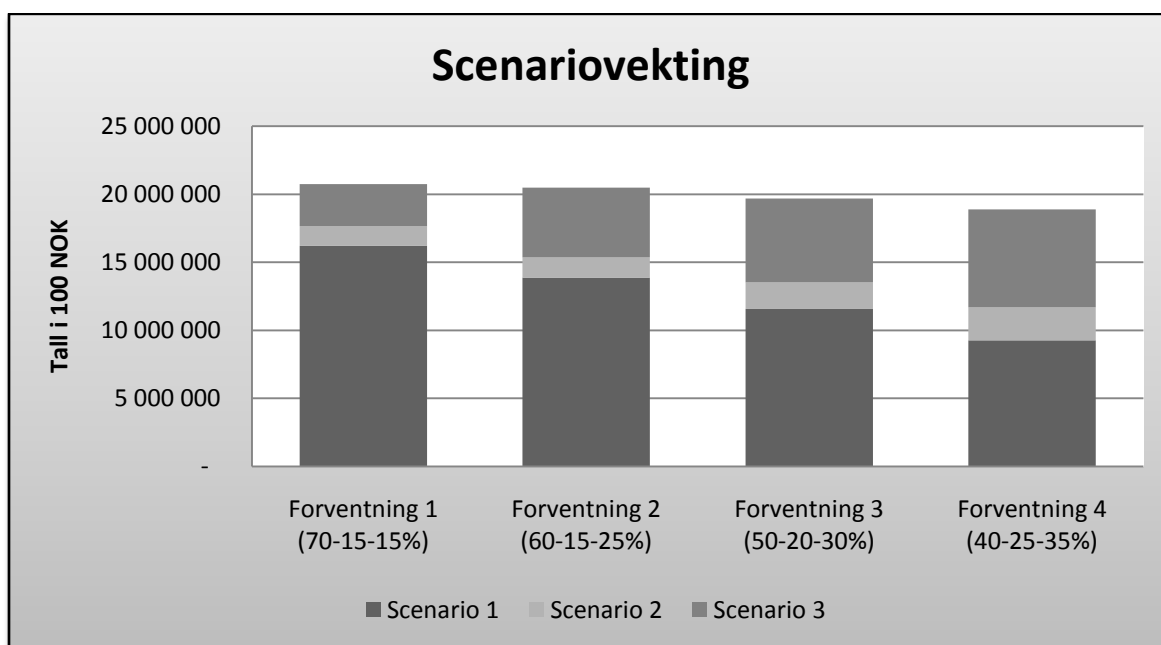 Scenariovekting
Tall i 100 NOK
25 000 000
20 000 000
15 000 000
10 000 000
5 000 000
-
Forventning 1
(70-15-15%)
Forventning 2
(60-15-25%)
Forventning 3
(50-20-30%)
Forventning 4
(40-25-35%)
Scenario 1
Scenario 2
Scenario 3